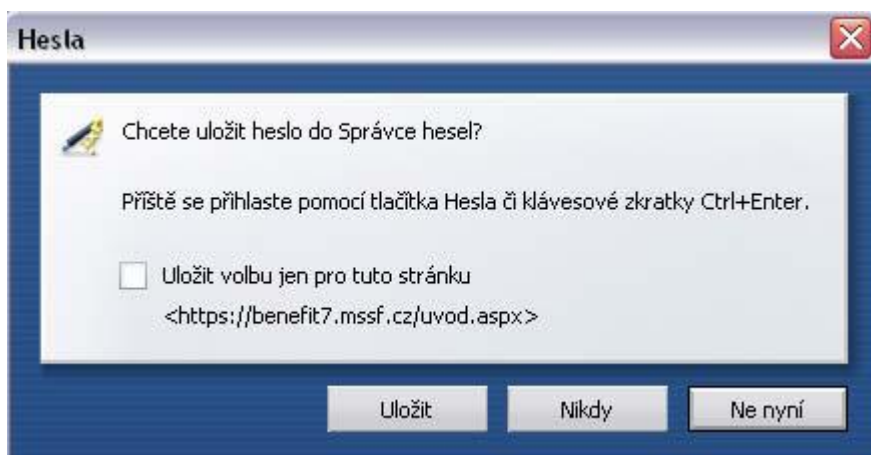 Hesla
Chcete uložit heslo do Správce hesel?
Příště se přihlaste pomocí tlačítka Hesla či klávesové zkratky Ctrl+Enter.
Uložit volbu jen pro tuto stránku
<https://benefit7.mssf.cz/uvod.aspx>
Uložit Nikdy Ne nyní